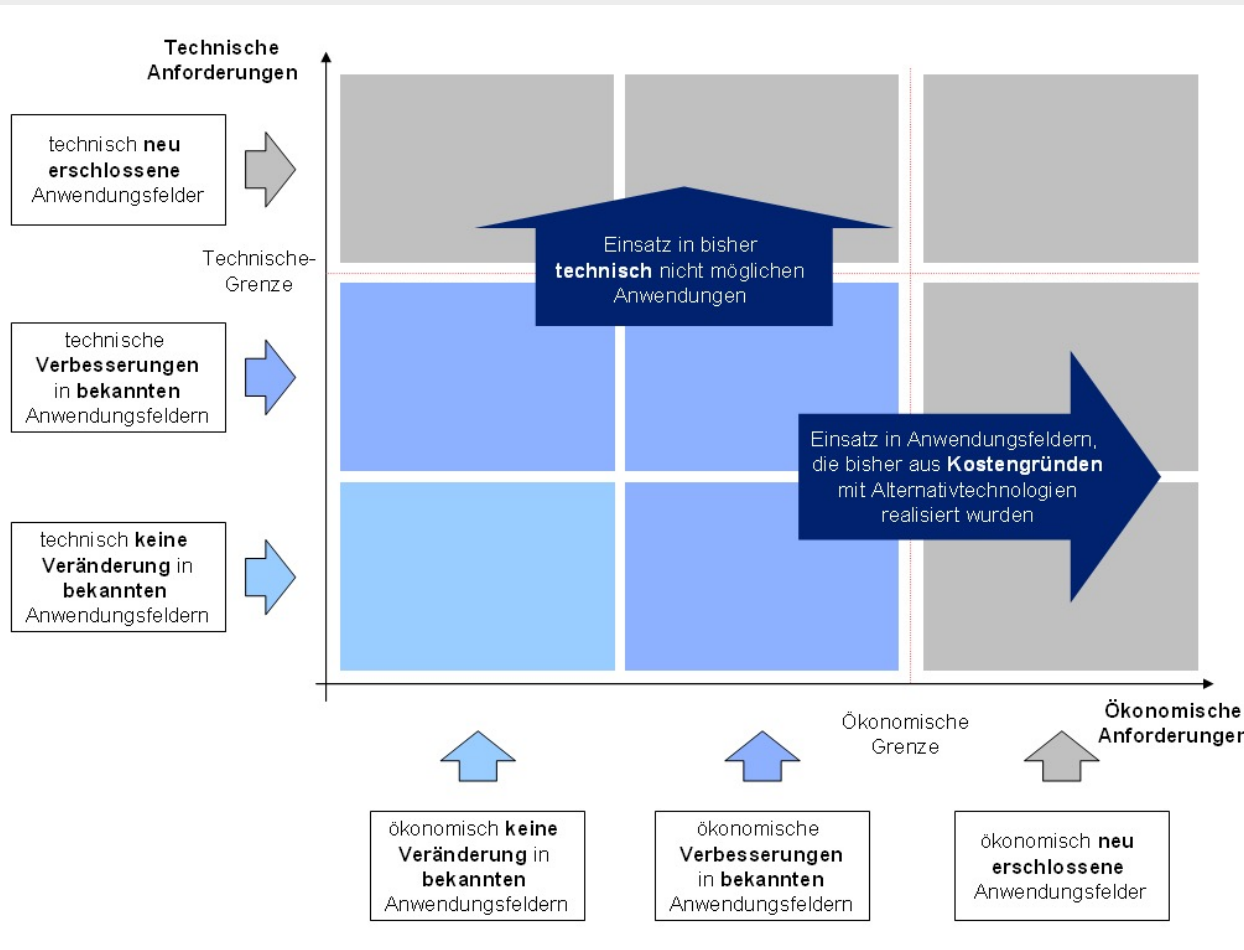 Technische
Anforderungen
technisch neu
erschlossene
Anwendungsfelder
Technische-
Grenze
Einsatz in bisher
technisch nicht möglichen
Anwendungen
technische
Verbesserungen
in bekannten
Anwendungsfeldern
Einsatz in Anwendungsfeldern,
die bisher aus Kostengründen
mit Alternativtechnologien
realisiert wurden
technisch keine
Veränderung in
bekannten
Anwendungsfeldern
Ökonomische
Grenze
Ökonomische
Anforderungen
ökonomisch keine
Veränderung in
bekannten
Anwendungsfeldern
ökonomische
Verbesserungen
in bekannten
Anwendungsfeldern
ökonomisch neu
erschlossene
Anwendungsfelder